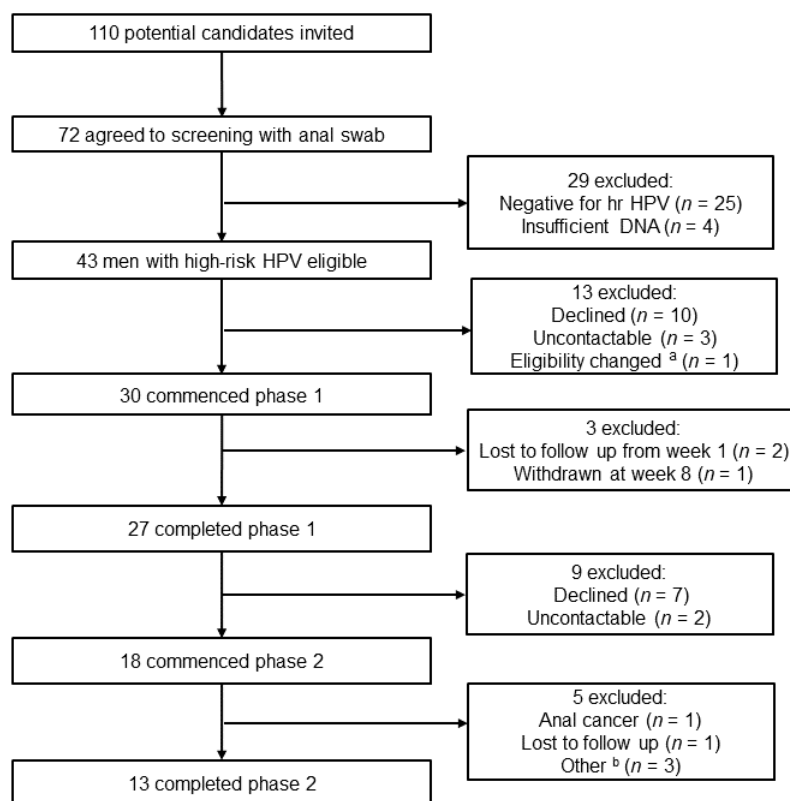 110 potential candidates invited
72 agreed to screening with anal swab
29 excluded:
Negative for hr HPV (n = 25)
Insufficient DNA (n = 4)
43 men with high-risk HPV eligible
13 excluded:
Declined (n = 10)
Uncontactable (n = 3)
Eligibility changed ª (n = 1)
30 commenced phase 1
3 excluded:
Lost to follow up from week 1 (n = 2)
Withdrawn at week 8 (n = 1)
27 completed phase 1
9 excluded:
Declined (n = 7)
Uncontactable (n = 2)
18 commenced phase 2
5 excluded:
Anal cancer (n = 1)
Lost to follow up (n = 1)
Other ᵇ (n = 3)
13 completed phase 2